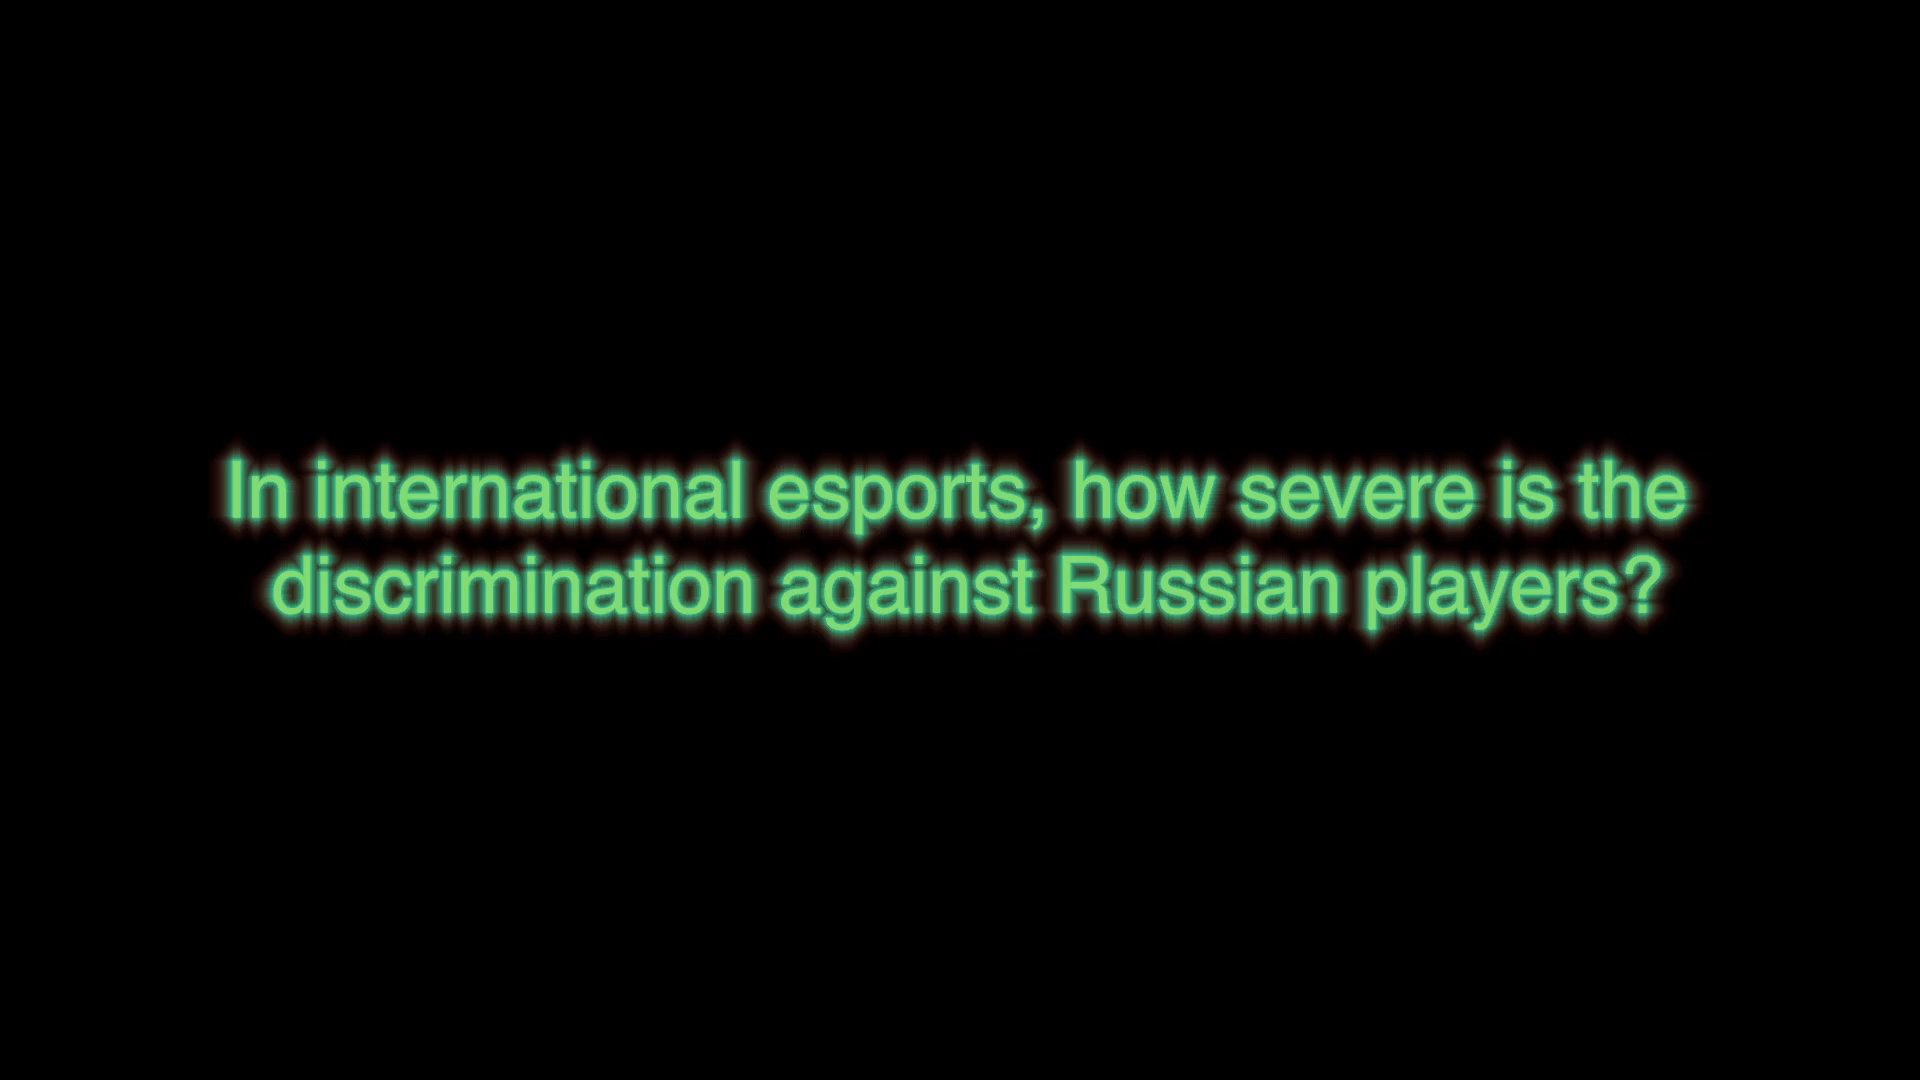 In international esports, how severe is the
discrimination against Russian players?